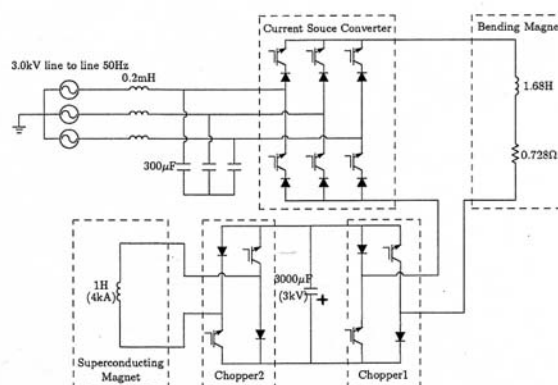 Current Souce Converter
Bending Magne
3.0kV line to line 50Hz
0.2mH
1.68H
300μF
0.728Ω
1H
(4kA)
3000μF
(3kV)
+
Superconducting
Magnet
Chopper2
Chopper1